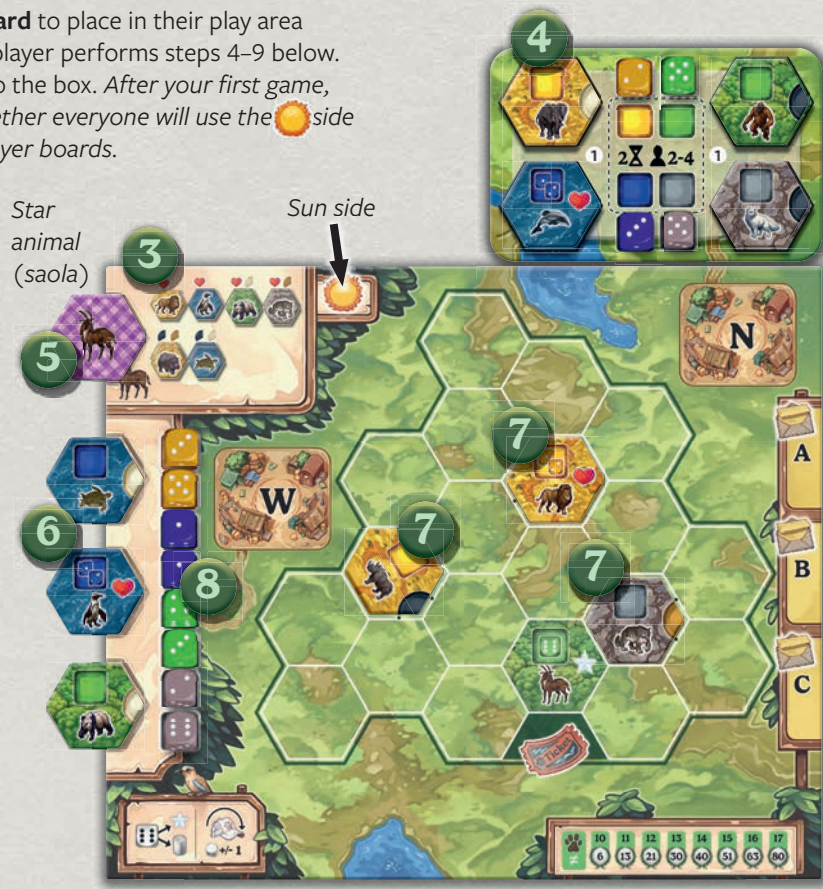 ard to place in their play area
player performs steps 4–9 below.
o the box. After your first game,
ether everyone will use the side
yer boards.
4
1 2 2-4 1
Star
animal
(saola)
Sun side
3
5
N
7
W
7
A
6
B
7
8
C
Ticket
+/- 1
10 11 12 13 14 15 16 17
6 13 21 30 40 51 63 80